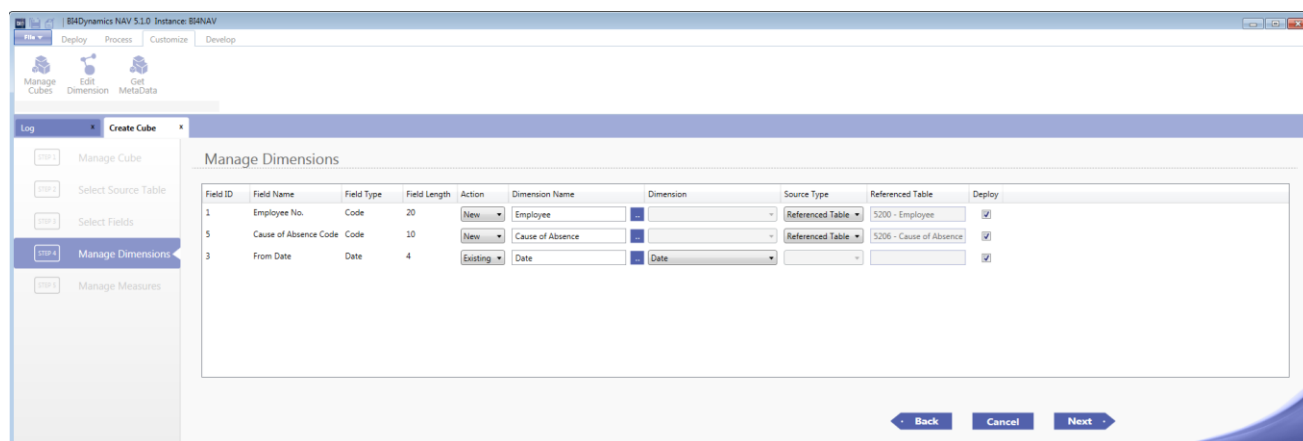 BI4Dynamics NAV 5.1.0 Instance: BI4NAV
File Deploy Process Customize Develop
Manage Cubes Edit Dimension Get MetaData
Log x Create Cube x
STEP 1 Manage Cube
STEP 2 Select Source Table
STEP 3 Select Fields
STEP 4 Manage Dimensions
STEP 5 Manage Measures
Manage Dimensions
Field ID Field Name Field Type Field Length Action Dimension Name Dimension Source Type Referenced Table Deploy
1 Employee No. Code 20 New Employee .. Referenced Table 5200 - Employee
5 Cause of Absence Code Code 10 New Cause of Absence .. Referenced Table 5206 - Cause of Absence
3 From Date Date 4 Existing Date .. Date
Back Cancel Next